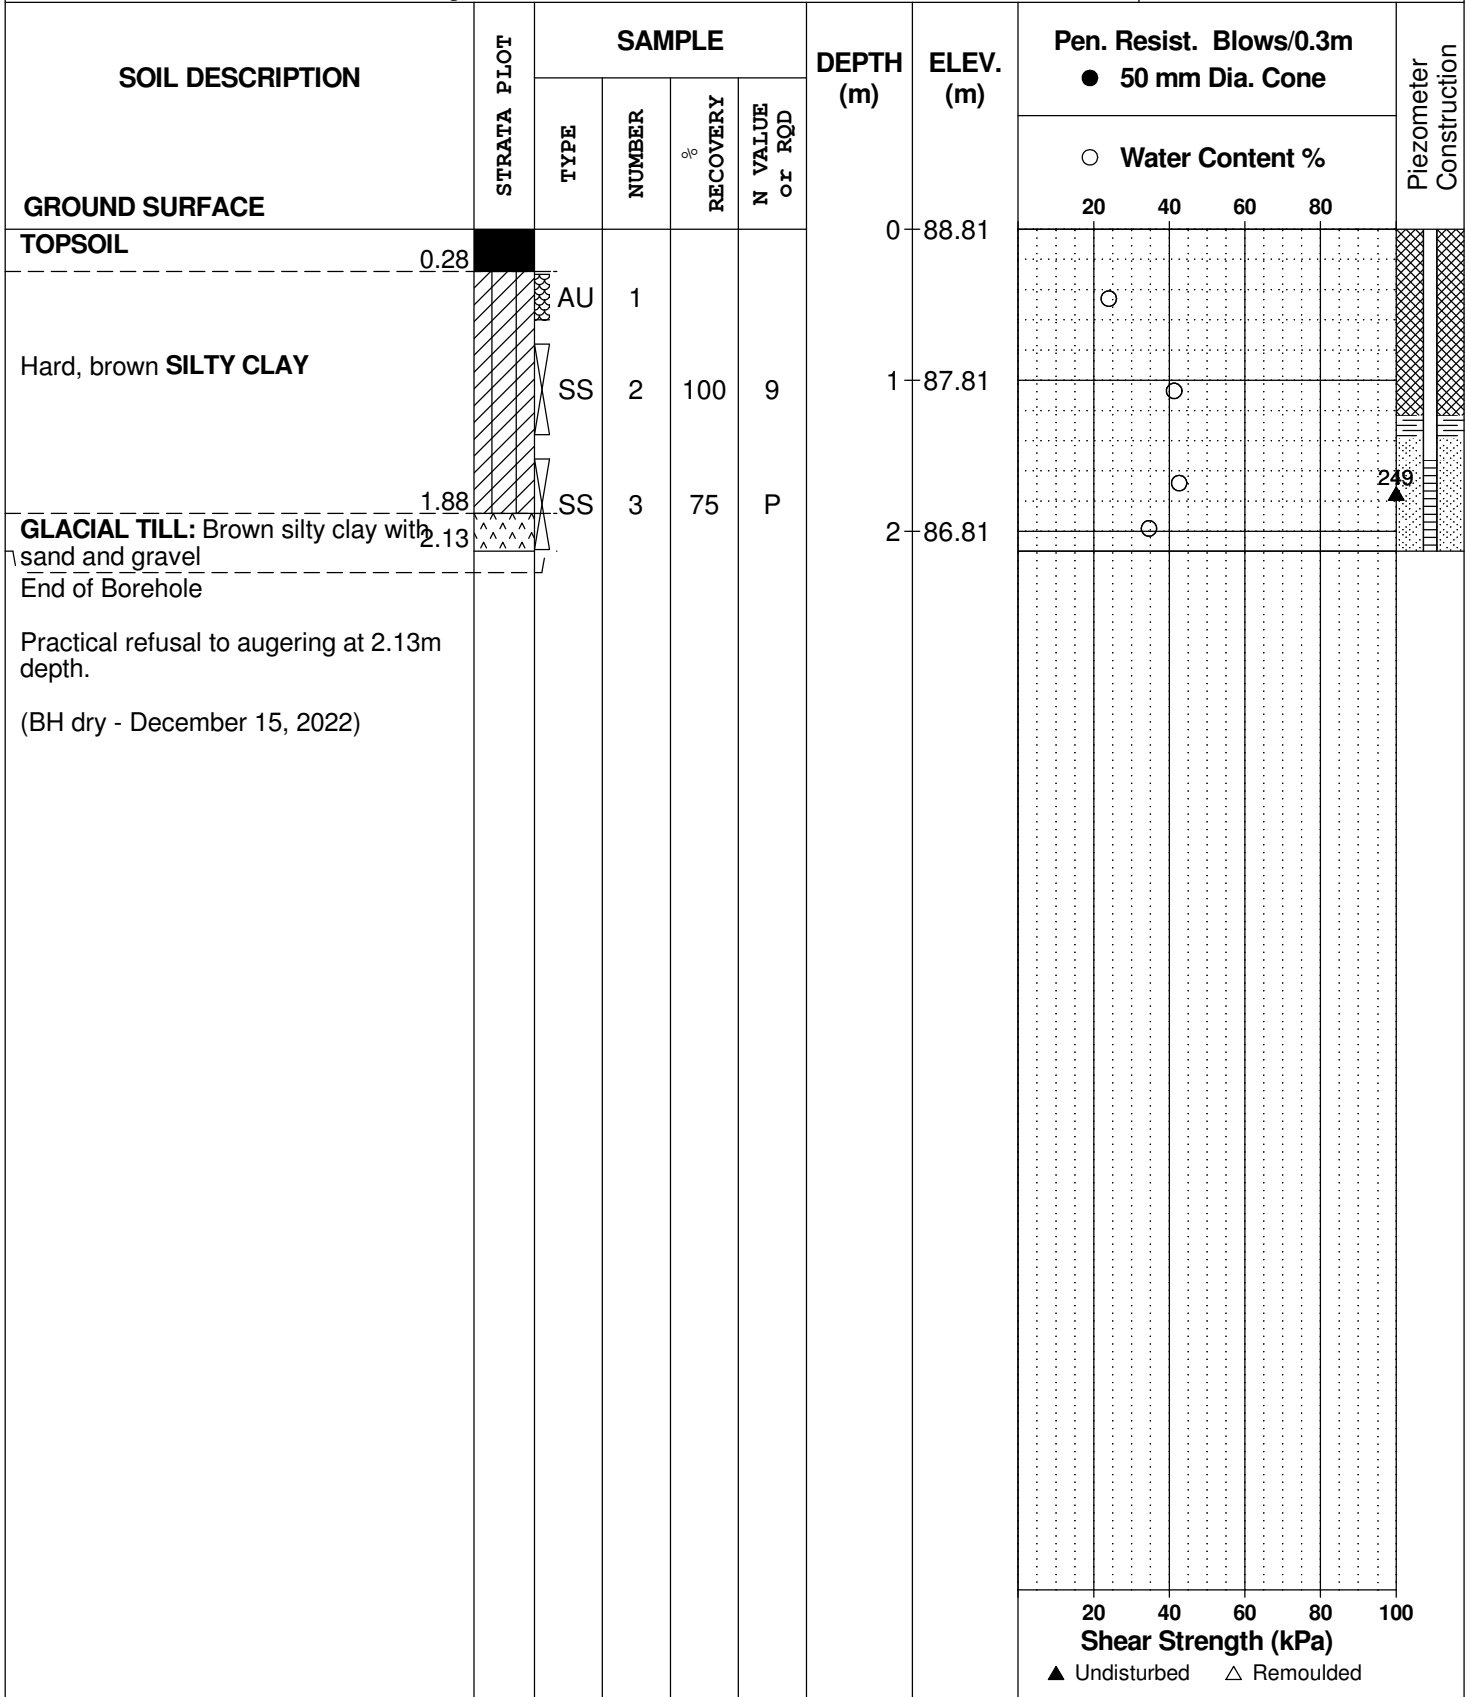 SOIL DESCRIPTION
GROUND SURFACE
STRATA PLOT
SAMPLE
TYPE
NUMBER
%
RECOVERY
N VALUE
or RQD
DEPTH
(m)
ELEV.
(m)
Pen. Resist. Blows/0.3m
● 50 mm Dia. Cone
○ Water Content %
20 40 60 80
Piezometer
Construction
TOPSOIL
0.28
0 88.81
AU 1
Hard, brown SILTY CLAY
SS 2 100 9
1 87.81
249
1.88
SS 3 75 P
GLACIAL TILL: Brown silty clay with
2.13
2 86.81
sand and gravel
End of Borehole
Practical refusal to augering at 2.13m
depth.
(BH dry - December 15, 2022)
20 40 60 80 100
Shear Strength (kPa)
▲ Undisturbed △ Remoulded